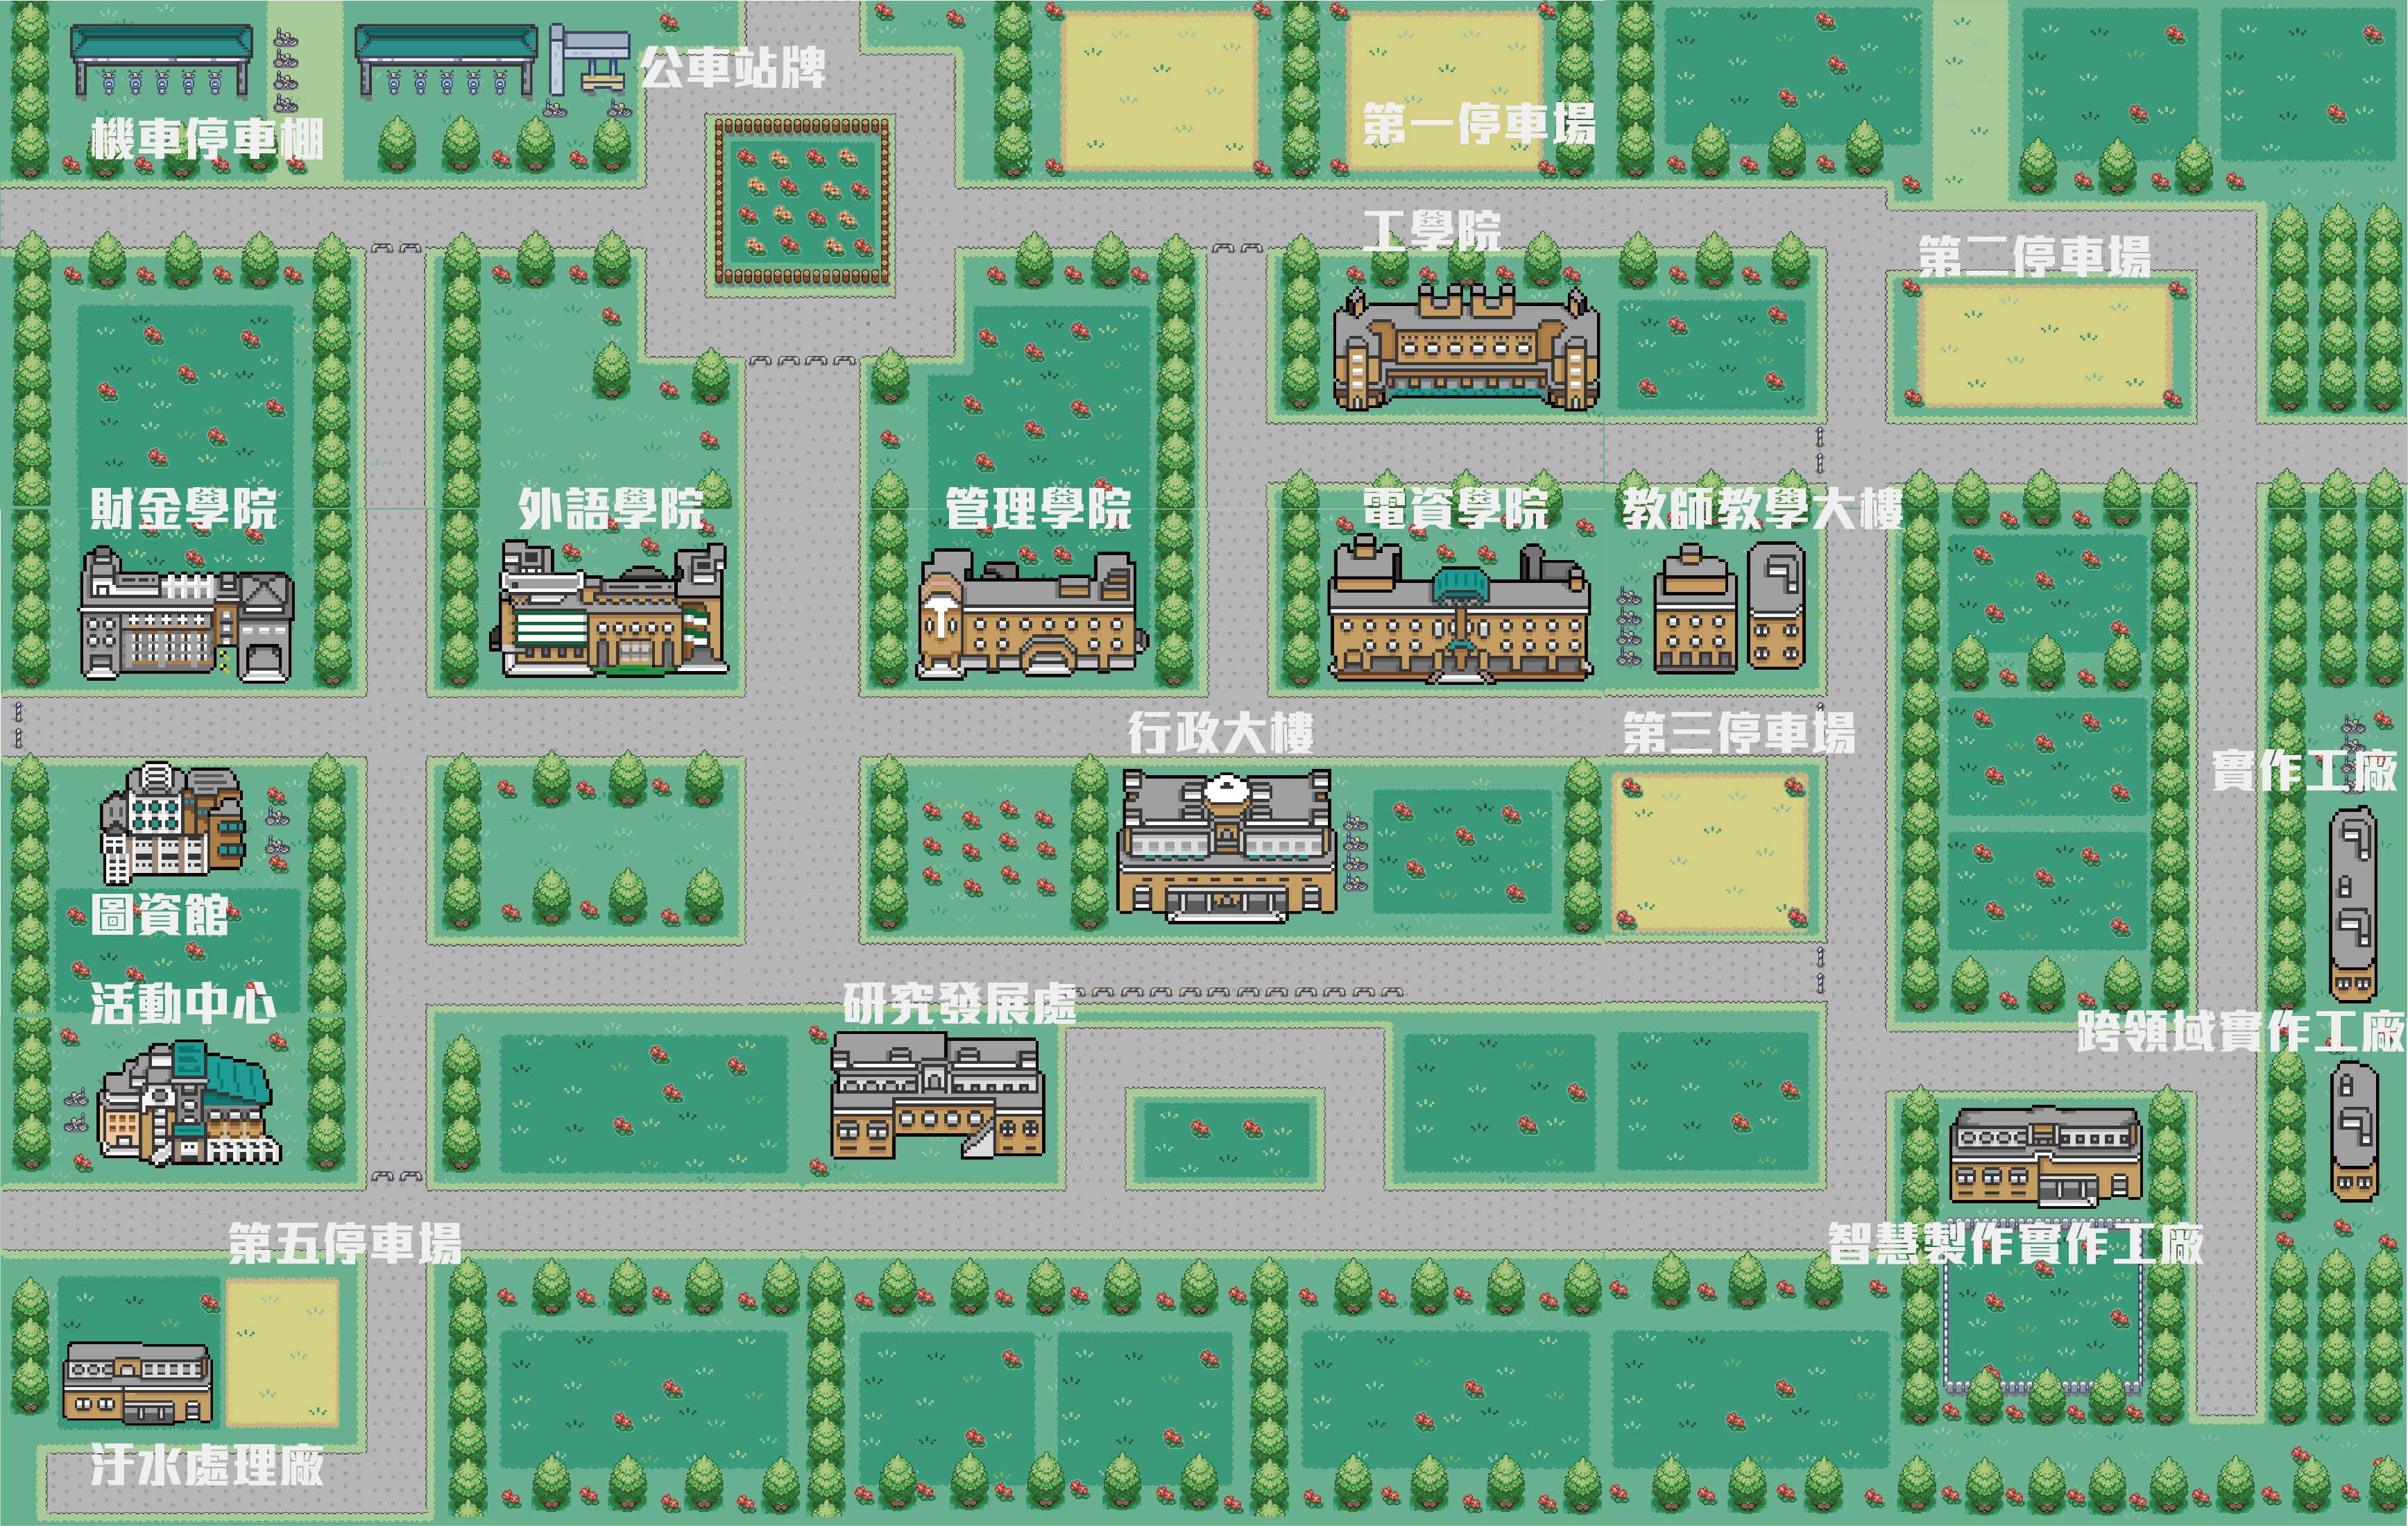 公車站牌
機車停車棚
第一停車場
工學院
第二停車場
財金學院
外語學院
管理學院
電資學院
教師教學大樓
行政大樓
第三停車場
實作工廠
圖資館
活動中心
研究發展處
跨領域實作工廠
第五停車場
智慧製作實作工廠
汙水處理廠